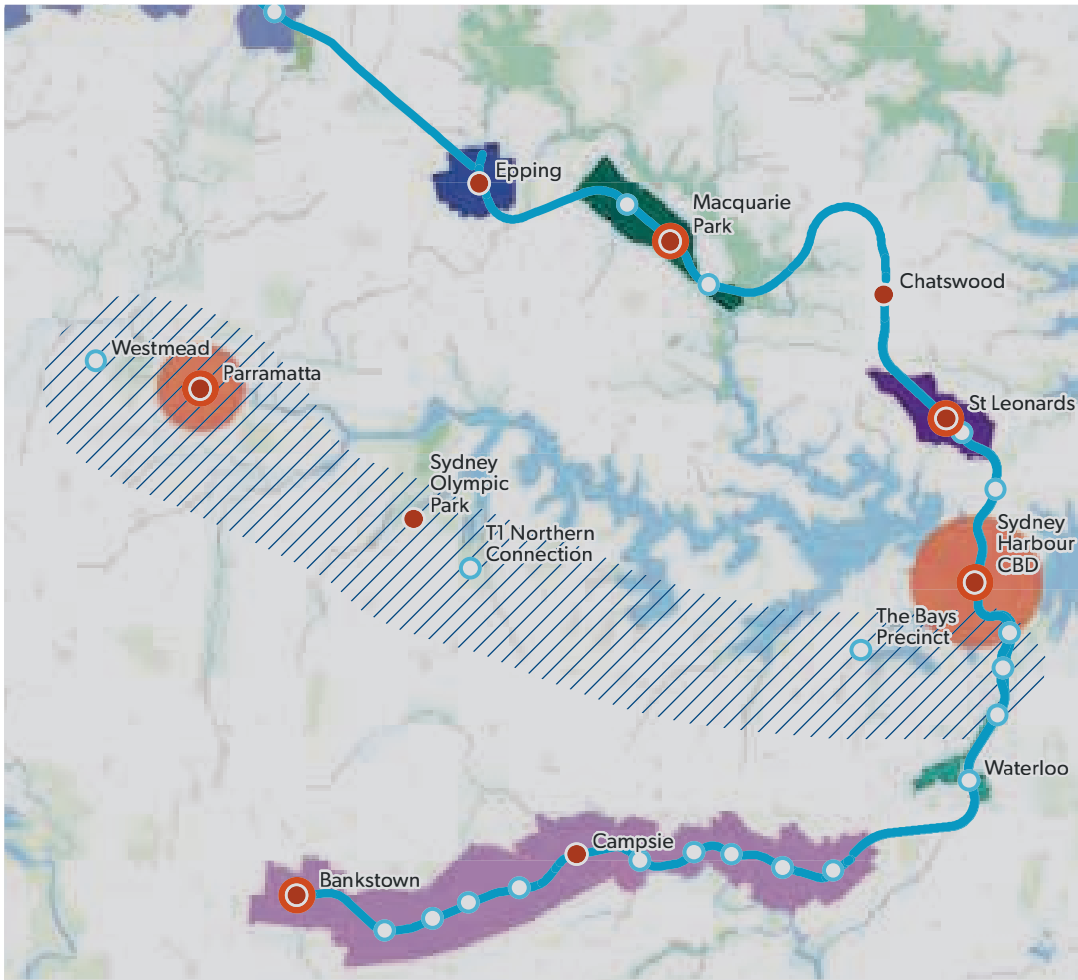 Epping
Macquarie
Park
Chatswood
Westmead
Parramatta
St Leonards
Sydney
Olympic
Park
T1 Northern
Connection
Sydney
Harbour
CBD
The Bays
Precinct
Waterloo
Campsie
Bankstown